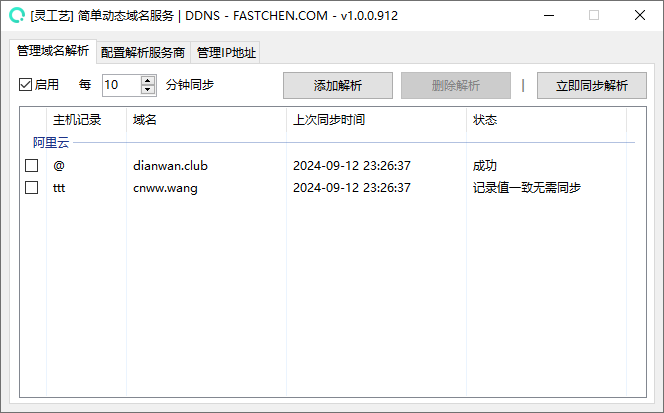 [灵工艺] 简单动态域名服务 | DDNS - FASTCHEN.COM - v1.0.0.912
管理域名解析 配置解析服务商 管理IP地址
启用 每 10 分钟同步 添加解析 删除解析 | 立即同步解析
主机记录 域名 上次同步时间 状态
阿里云
@ dianwan.club 2024-09-12 23:26:37 成功
ttt cnww.wang 2024-09-12 23:26:37 记录值一致无需同步